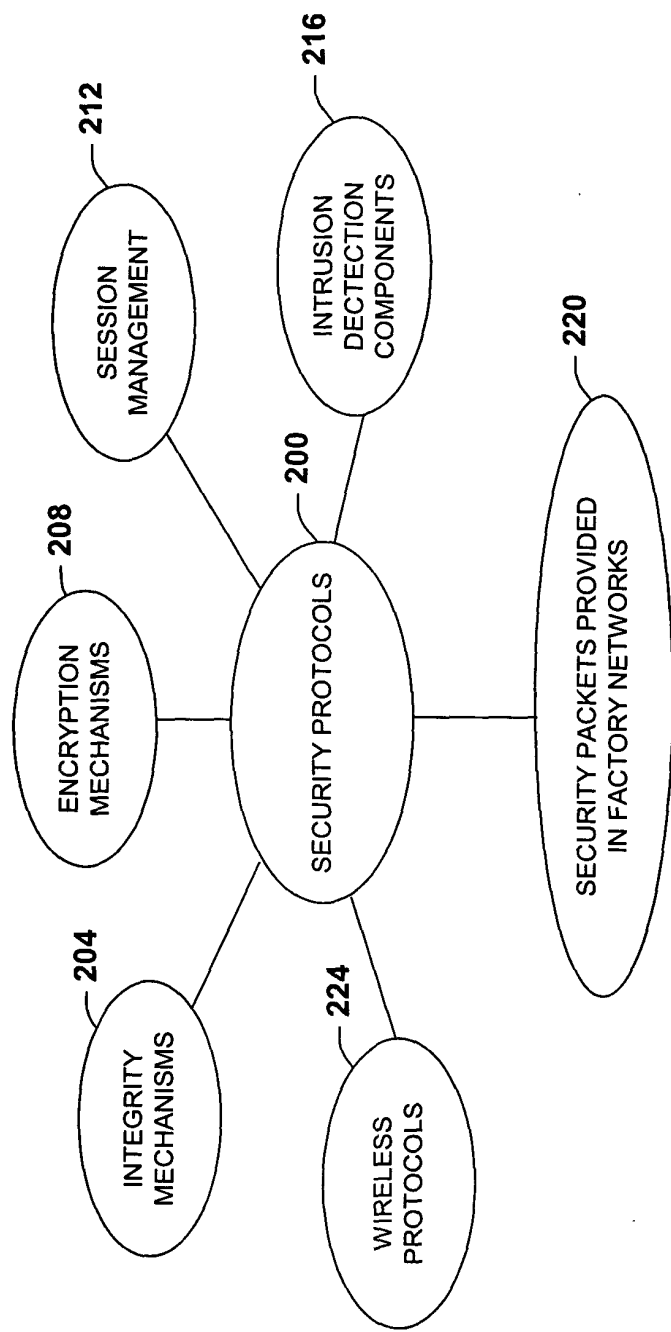 204
INTEGRITY
MECHANISMS
208
ENCRYPTION
MECHANISMS
212
SESSION
MANAGEMENT
200
SECURITY PROTOCOLS
216
INTRUSION
DECTECTION
COMPONENTS
224
WIRELESS
PROTOCOLS
220
SECURITY PACKETS PROVIDED
IN FACTORY NETWORKS